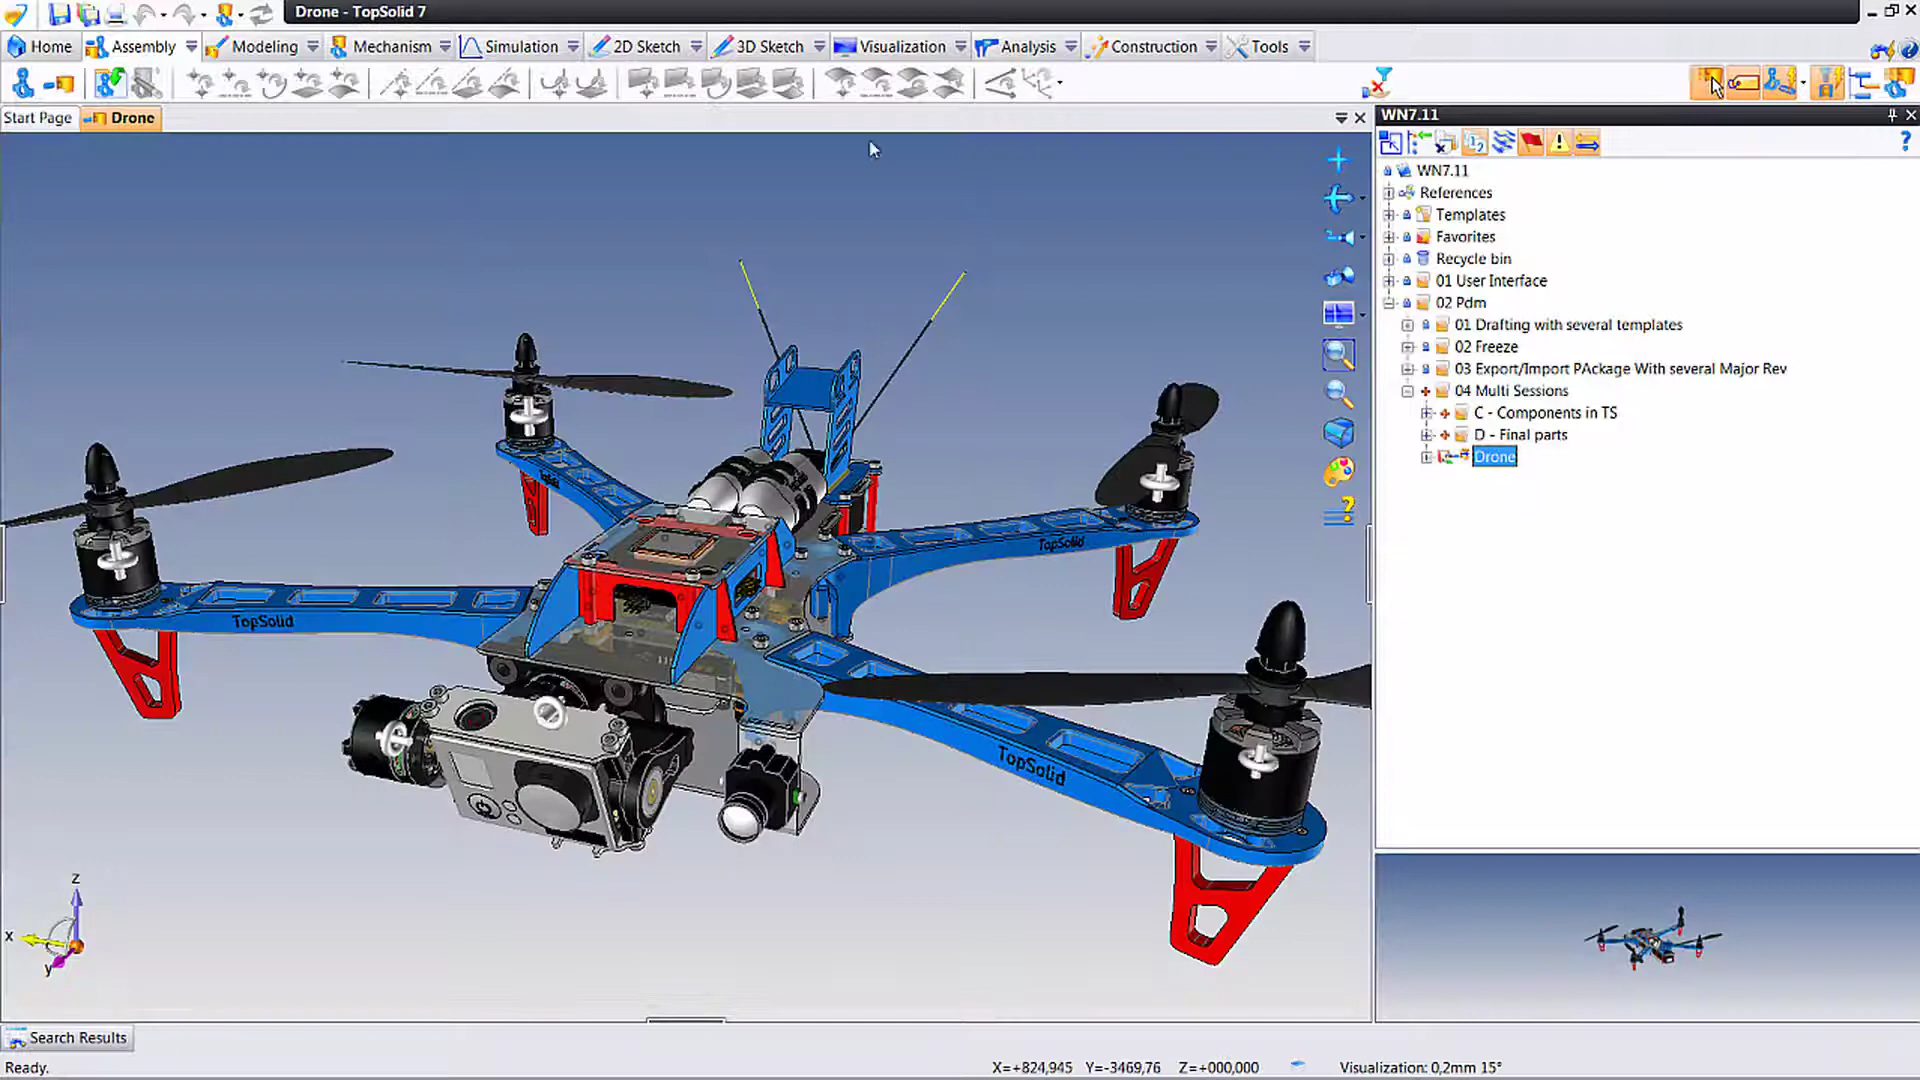 Drone - TopSolid 7
Home
Assembly
Modeling
Mechanism
Simulation
2D Sketch
3D Sketch
Visualization
Analysis
Construction
Tools
Start Page
Drone
WN7.11
WN7.11
References
Templates
Favorites
Recycle bin
01 User Interface
02 Pdm
01 Drafting with several templates
02 Freeze
03 Export/Import PAckage With several Major Rev
04 Multi Sessions
C - Components in TS
D - Final parts
Drone
TopSolid
TopSolid
TopSolid
z
x
y
Search Results
Ready.
X=+824,945 Y=-3469,76 Z=+000,000
Visualization: 0,2mm 15°